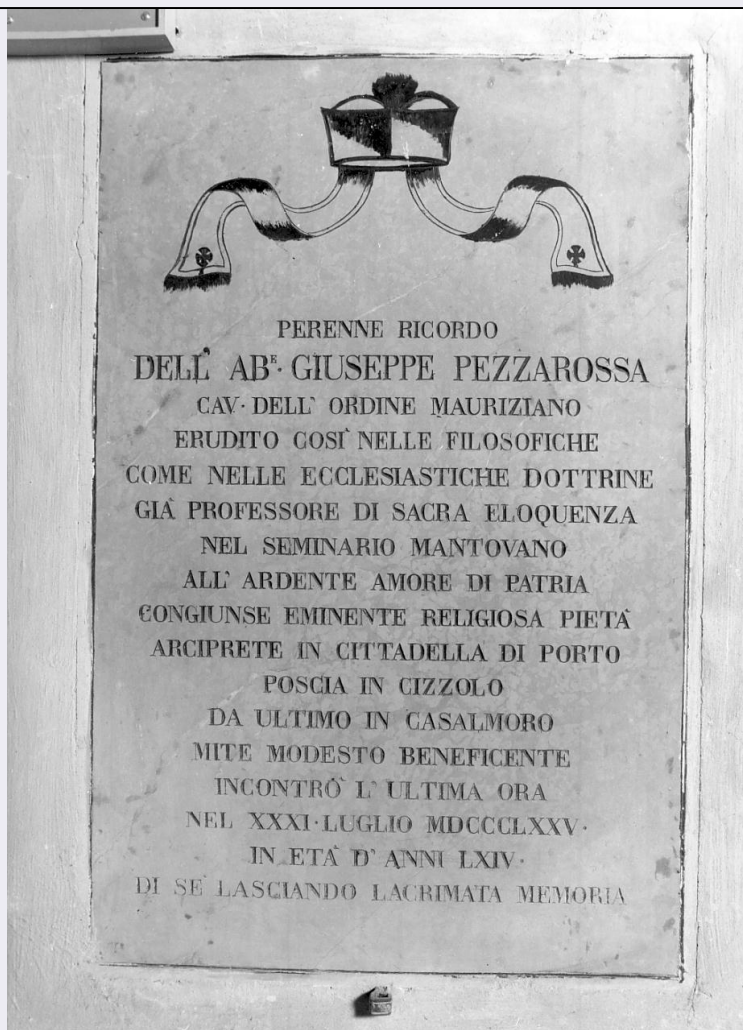 PERENNE RICORDO
DELL' AB.E GIUSEPPE PEZZAROSSA
CAV· DELL' ORDINE MAURIZIANO
ERUDITO COSÌ NELLE FILOSOFICHE
COME NELLE ECCLESIASTICHE DOTTRINE
GIÀ PROFESSORE DI SACRA ELOQUENZA
NEL SEMINARIO MANTOVANO
ALL' ARDENTE AMORE DI PATRIA
CONGIUNSE EMINENTE RELIGIOSA PIETÀ
ARCIPRETE IN CITTADELLA DI PORTO
POSCIA IN CIZZOLO
DA ULTIMO IN CASALMORO
MITE MODESTO BENEFICENTE
INCONTRÒ L' ULTIMA ORA
NEL XXXI· LUGLIO MDCCCLXXV·
IN ETÀ D' ANNI LXIV·
DI SÈ LASCIANDO LACRIMATA MEMORIA